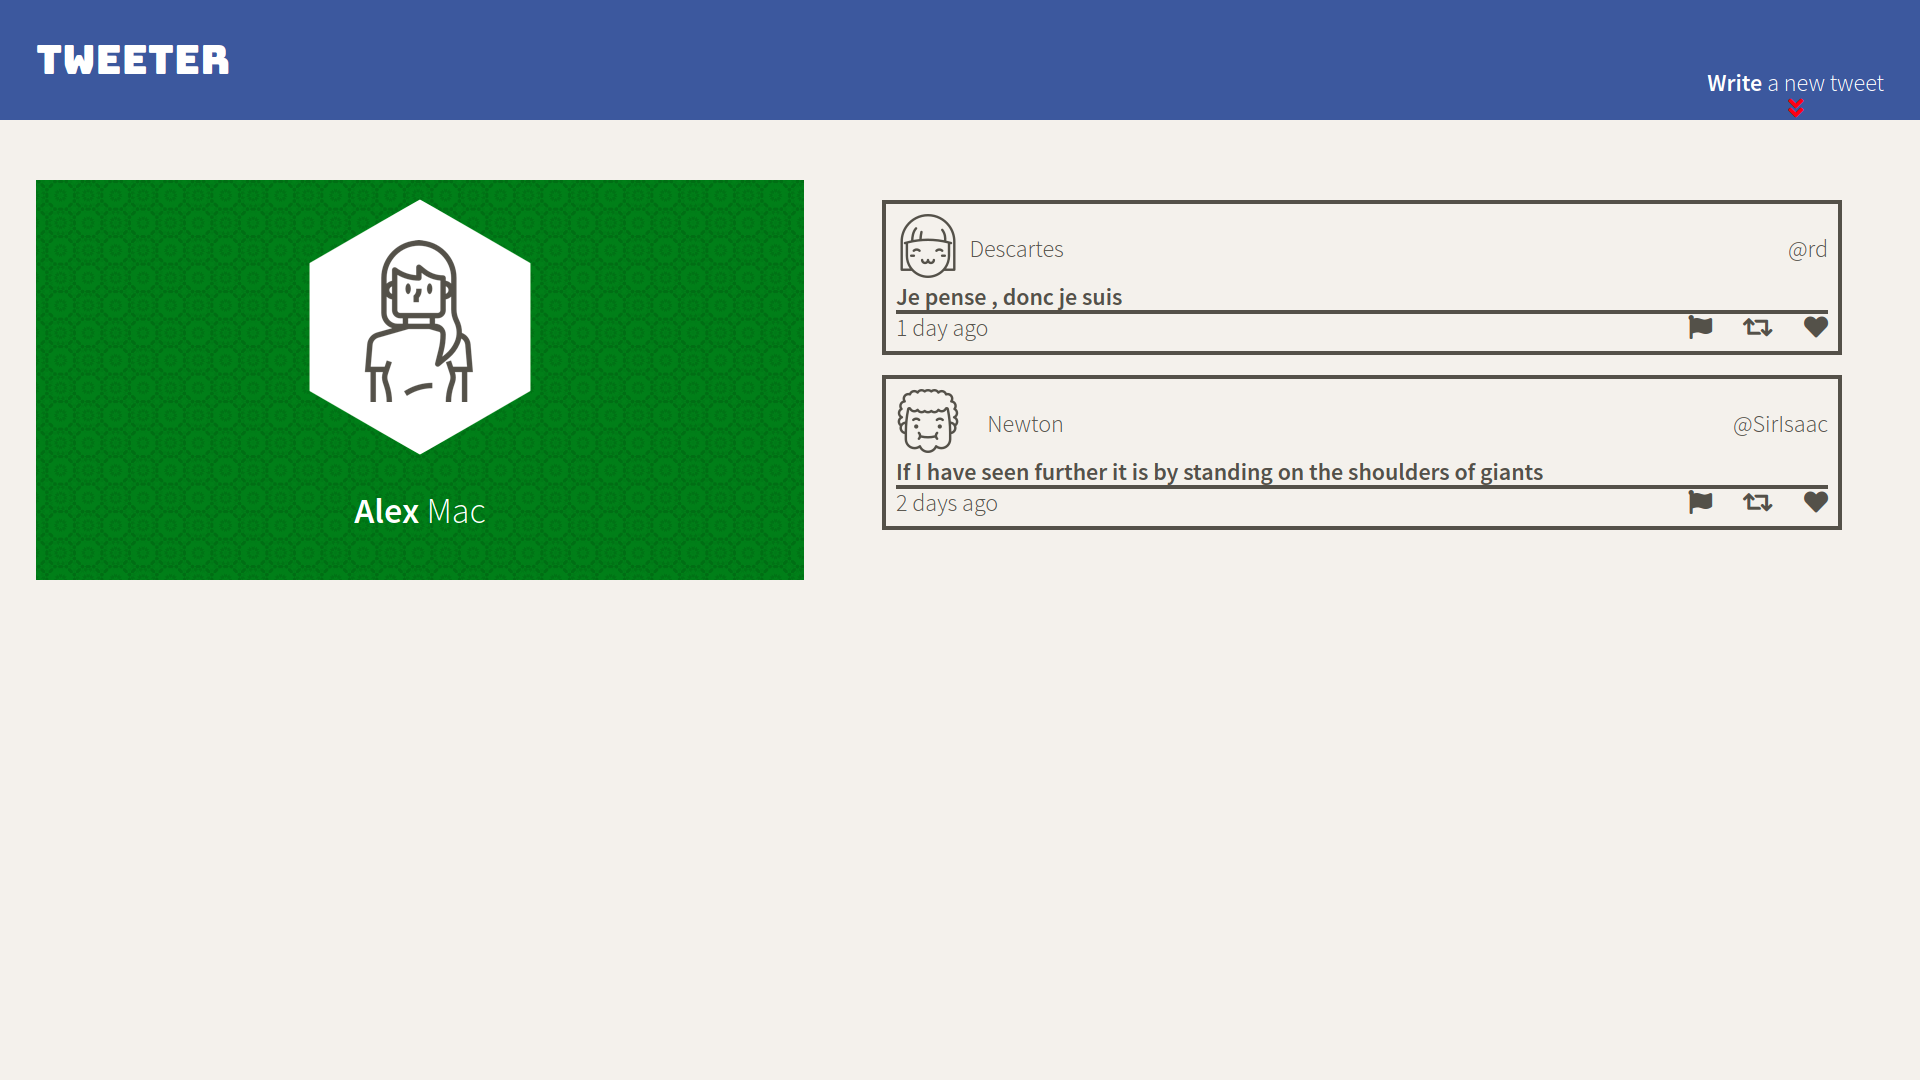 TWEETER
Write a new tweet
Alex Mac
Descartes
@rd
Je pense , donc je suis
1 day ago
Newton
@SirIsaac
If I have seen further it is by standing on the shoulders of giants
2 days ago